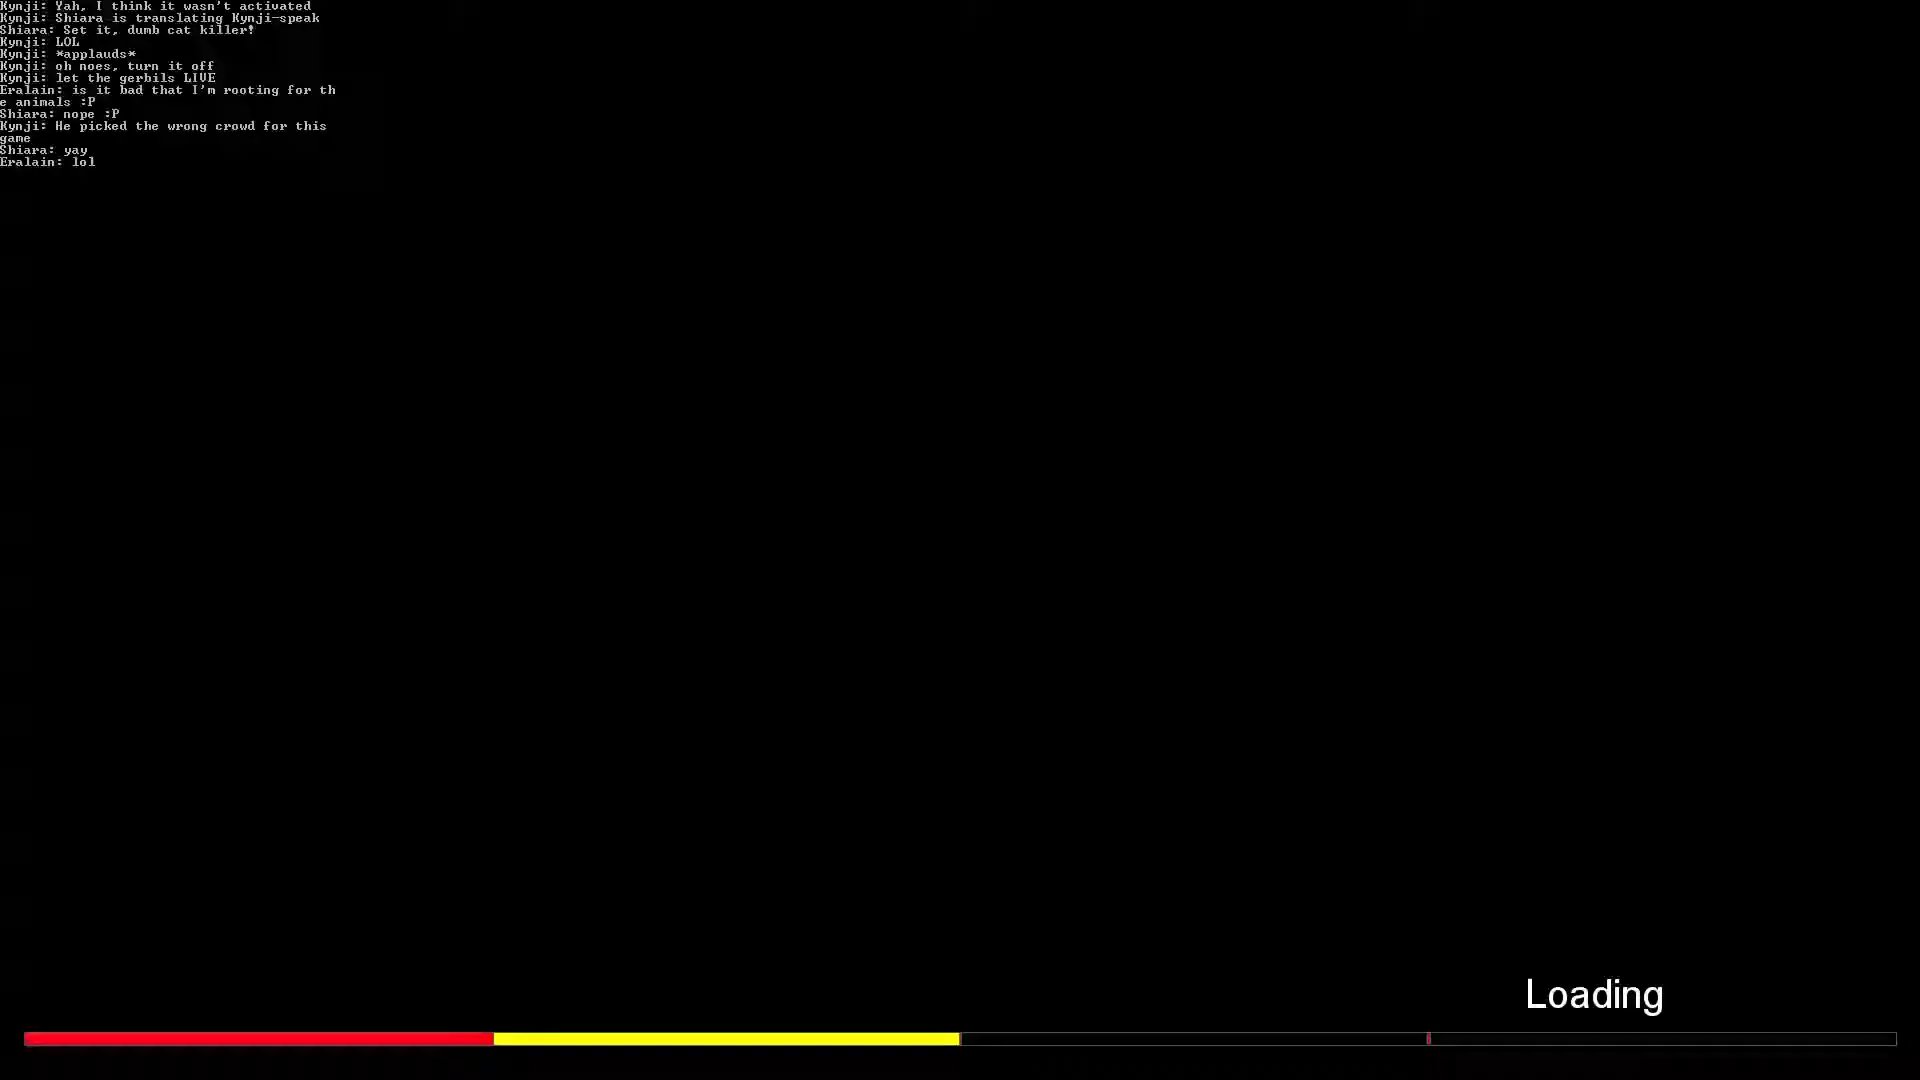 Kynji: Yah, I think it wasn't activated
Kynji: Shiara is translating Kynji-speak
Shiara: Set it, dumb cat killer!
Kynji: LOL
Kynji: *applauds*
Kynji: oh noes, turn it off
Kynji: let the gerbils LIVE
Eralain: is it bad that I'm rooting for th
e animals :P
Shiara: nope :P
Kynji: He picked the wrong crowd for this
game
Shiara: yay
Eralain: lol
Loading